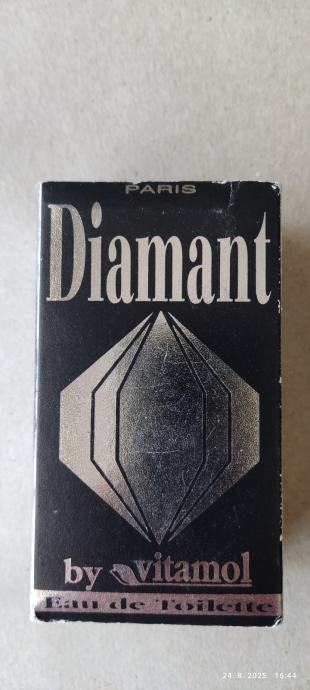 PARIS
Diamant
by vitamol
Eau de Toilette
24. 8. 2025. 16:44